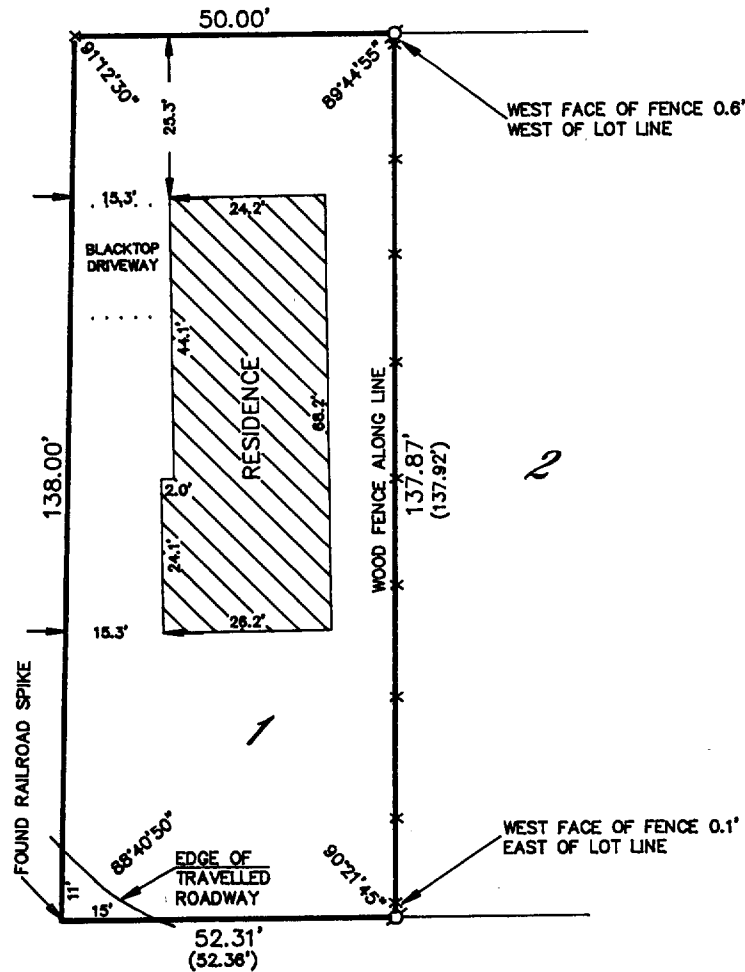 50.00'
91°12'30"
89°44'55"
25.3'
WEST FACE OF FENCE 0.6'
WEST OF LOT LINE
15.3'
24.2'
BLACKTOP
DRIVEWAY
44.1'
RESIDENCE
68.2'
138.00'
WOOD FENCE ALONG LINE
137.87'
(137.92')
2
2.0'
24.1'
15.3'
26.2'
FOUND RAILROAD SPIKE
1
88°40'50"
EDGE OF
TRAVELLED
ROADWAY
90°21'45"
WEST FACE OF FENCE 0.1'
EAST OF LOT LINE
11'
15'
52.31'
(52.36')